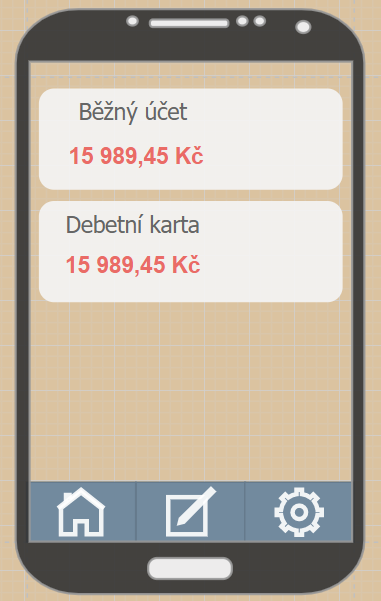 Běžný účet
15 989,45 Kč
Debetní karta
15 989,45 Kč